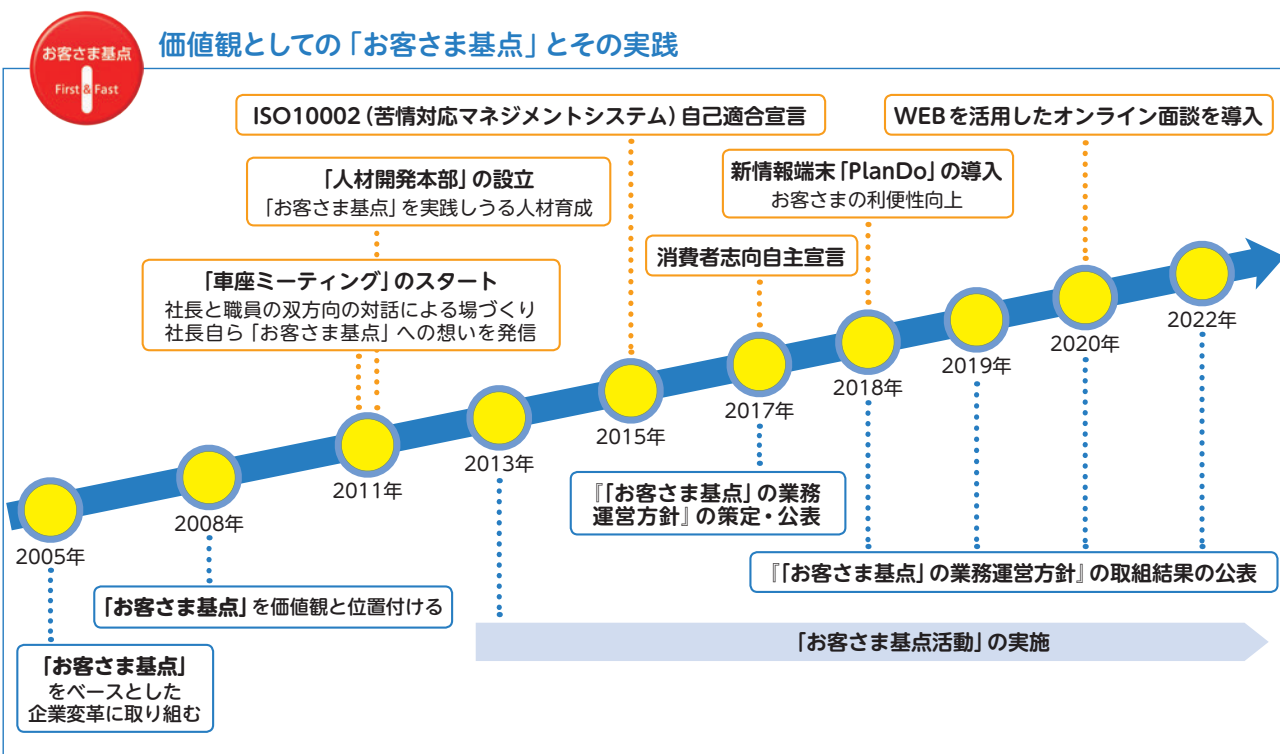 お客さま基点
First & Fast
価値観としての「お客さま基点」とその実践
ISO10002(苦情対応マネジメントシステム)自己適合宣言
WEBを活用したオンライン面談を導入
「人材開発本部」の設立
「お客さま基点」を実践しうる人材育成
新情報端末「PlanDo」の導入
お客さまの利便性向上
消費者志向自主宣言
「車座ミーティング」のスタート
社長と職員の双方向の対話による場づくり
社長自ら「お客さま基点」への想いを発信
2005年
2008年
2011年
2013年
2015年
2017年
2018年
2019年
2020年
2022年
『「お客さま基点」の業務
運営方針』の策定・公表
『「お客さま基点」の業務運営方針』の取組結果の公表
「お客さま基点」を価値観と位置付ける
「お客さま基点活動」の実施
「お客さま基点」
をベースとした
企業変革に取り組む